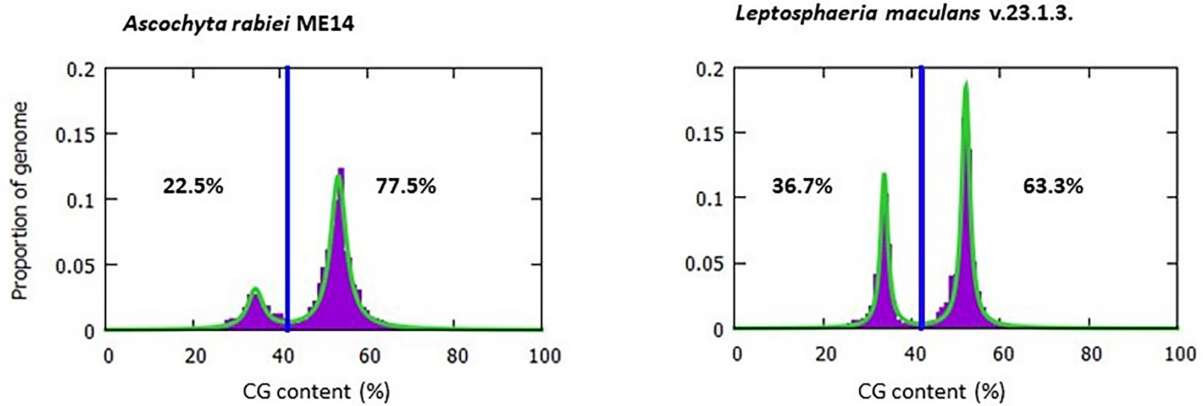 Ascochyta rabiei ME14
Proportion of genome
0.2
0.15
0.1
0.05
0
22.5%
77.5%
0 20 40 60 80 100
CG content (%)
Leptosphaeria maculans v.23.1.3.
0.2
0.15
0.1
0.05
0
36.7%
63.3%
0 20 40 60 80 100
CG content (%)